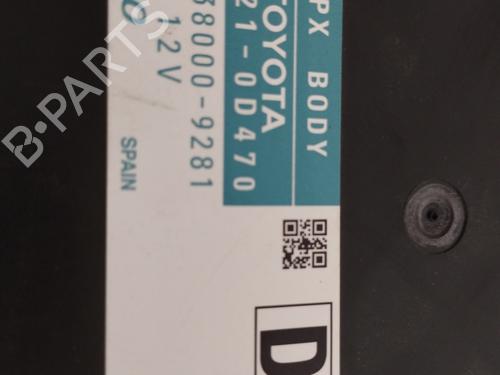 PX BODY
TOYOTA
21-0D470
38000-9281
12V
SPAIN
D
B-PARTS